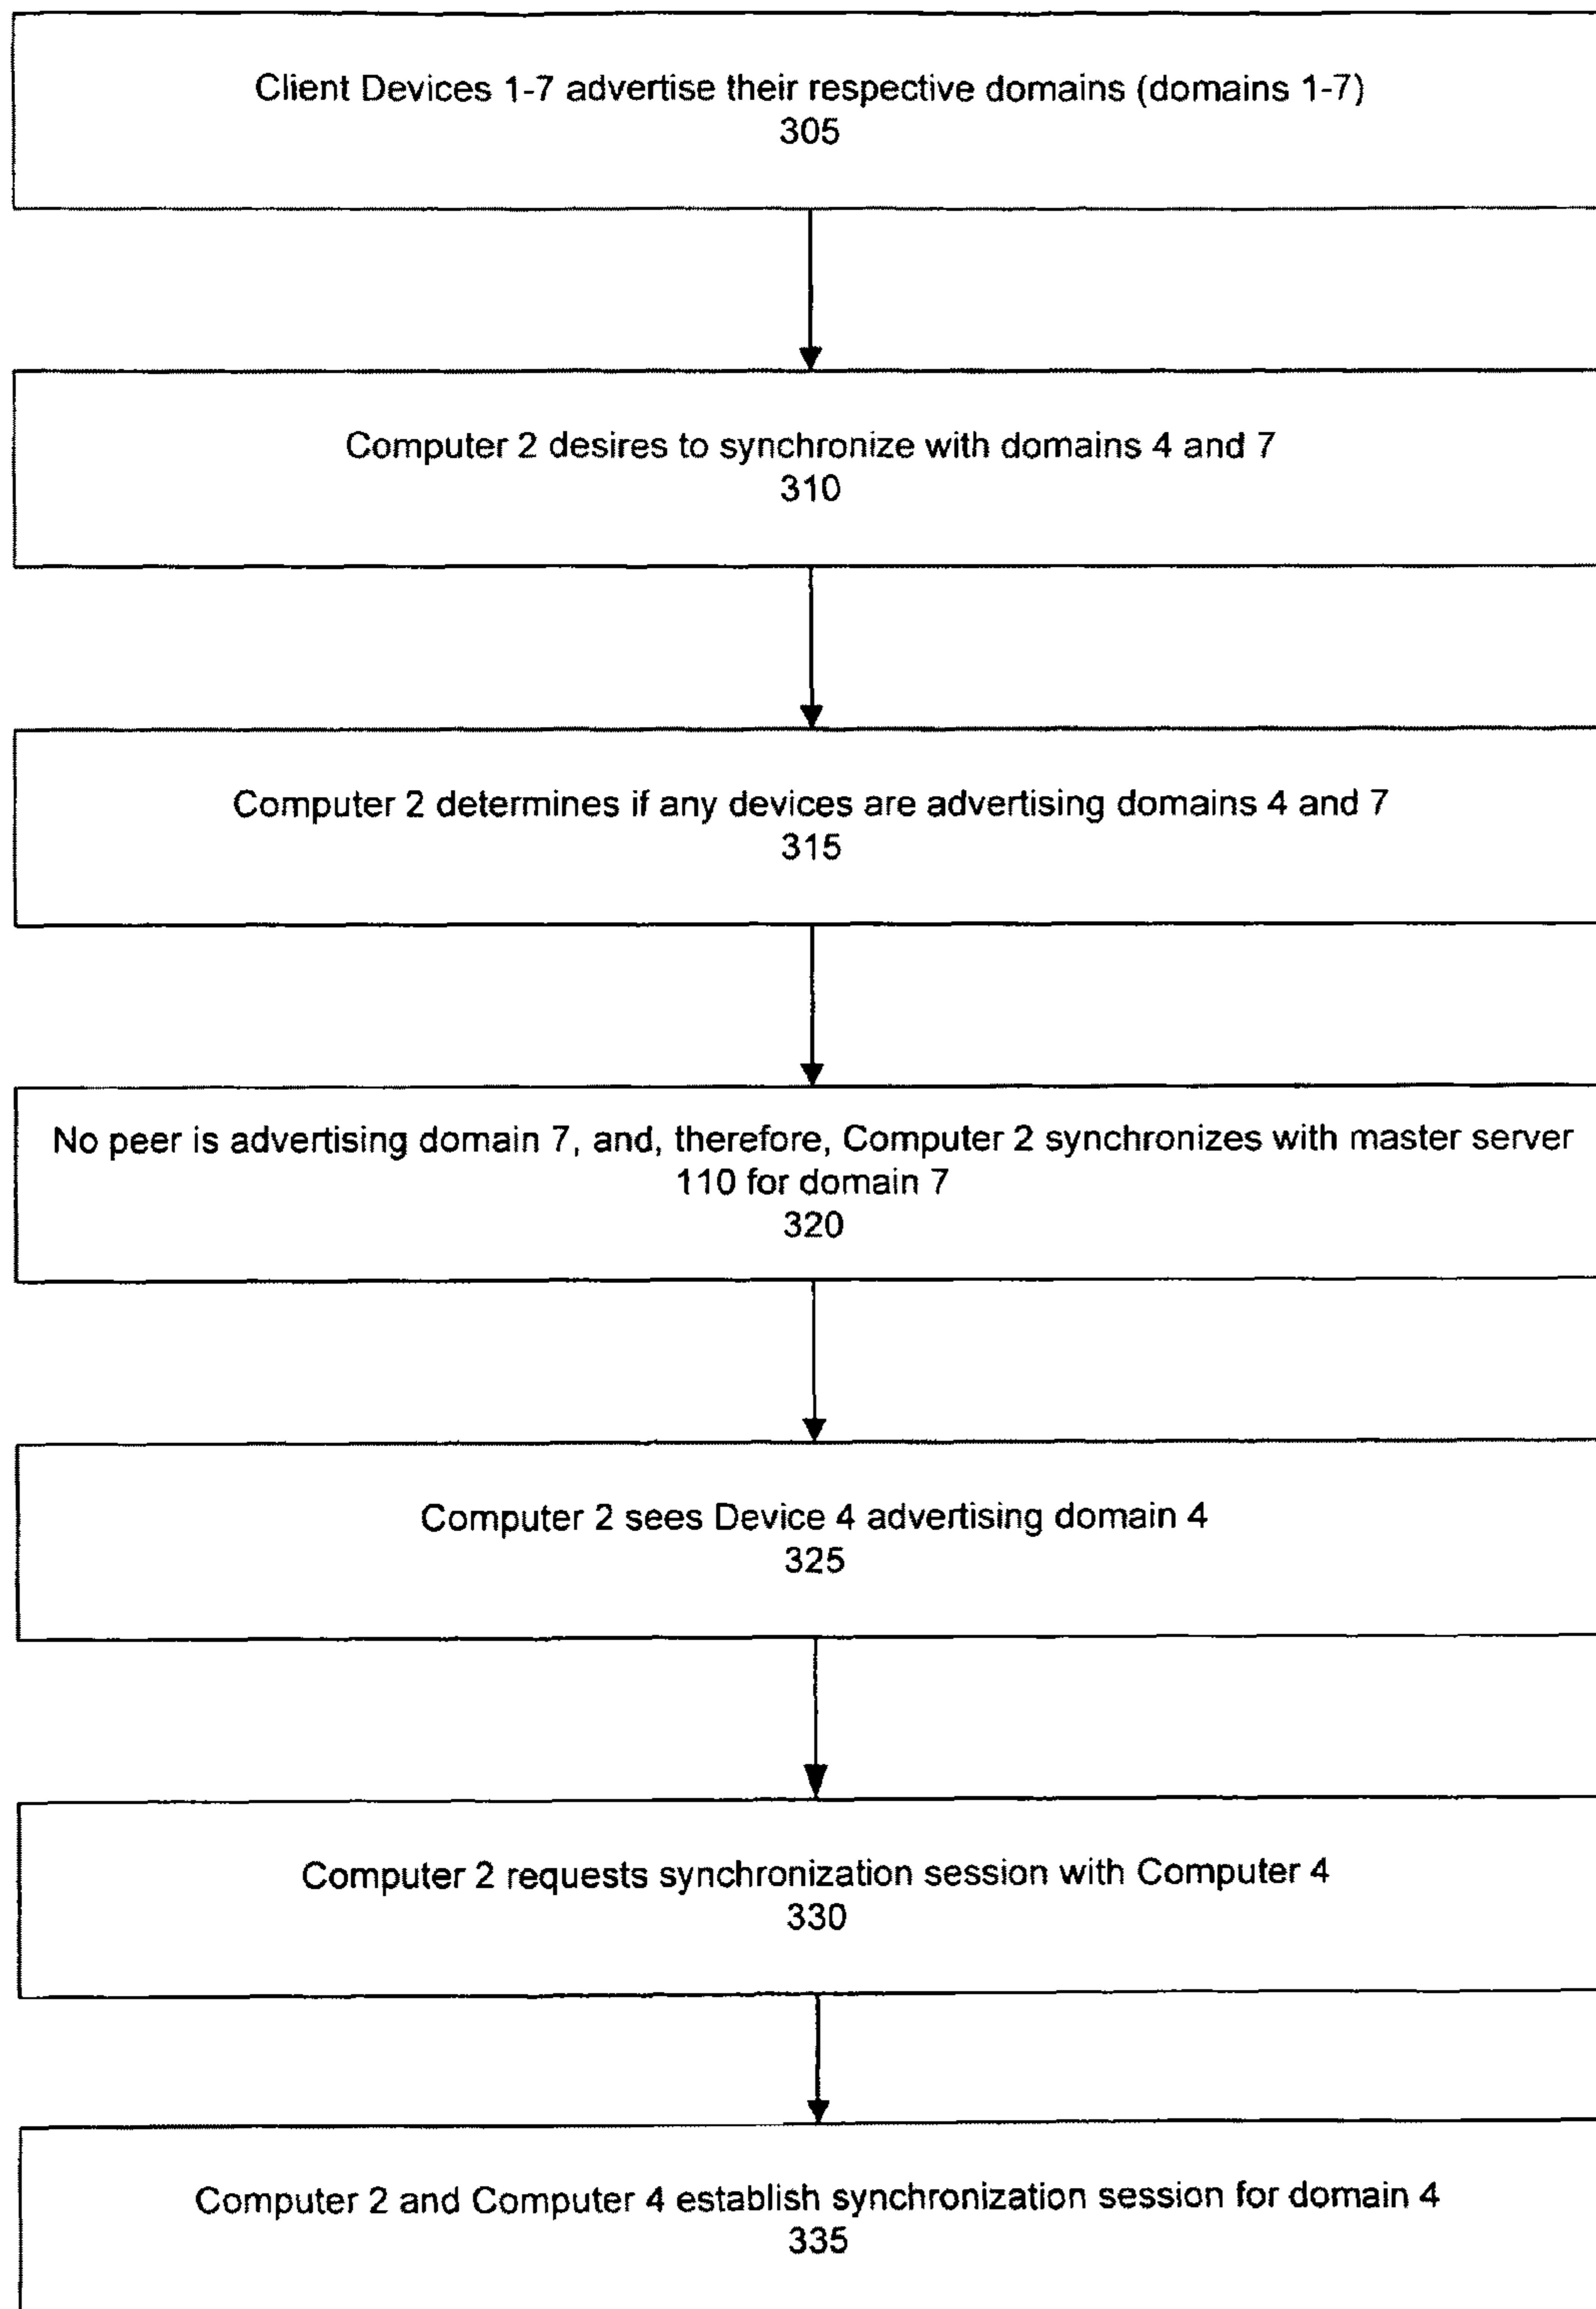 Client Devices 1-7 advertise their respective domains (domains 1-7)
305
Computer 2 desires to synchronize with domains 4 and 7
310
Computer 2 determines if any devices are advertising domains 4 and 7
315
No peer is advertising domain 7, and, therefore, Computer 2 synchronizes with master server
110 for domain 7
320
Computer 2 sees Device 4 advertising domain 4
325
Computer 2 requests synchronization session with Computer 4
330
Computer 2 and Computer 4 establish synchronization session for domain 4
335